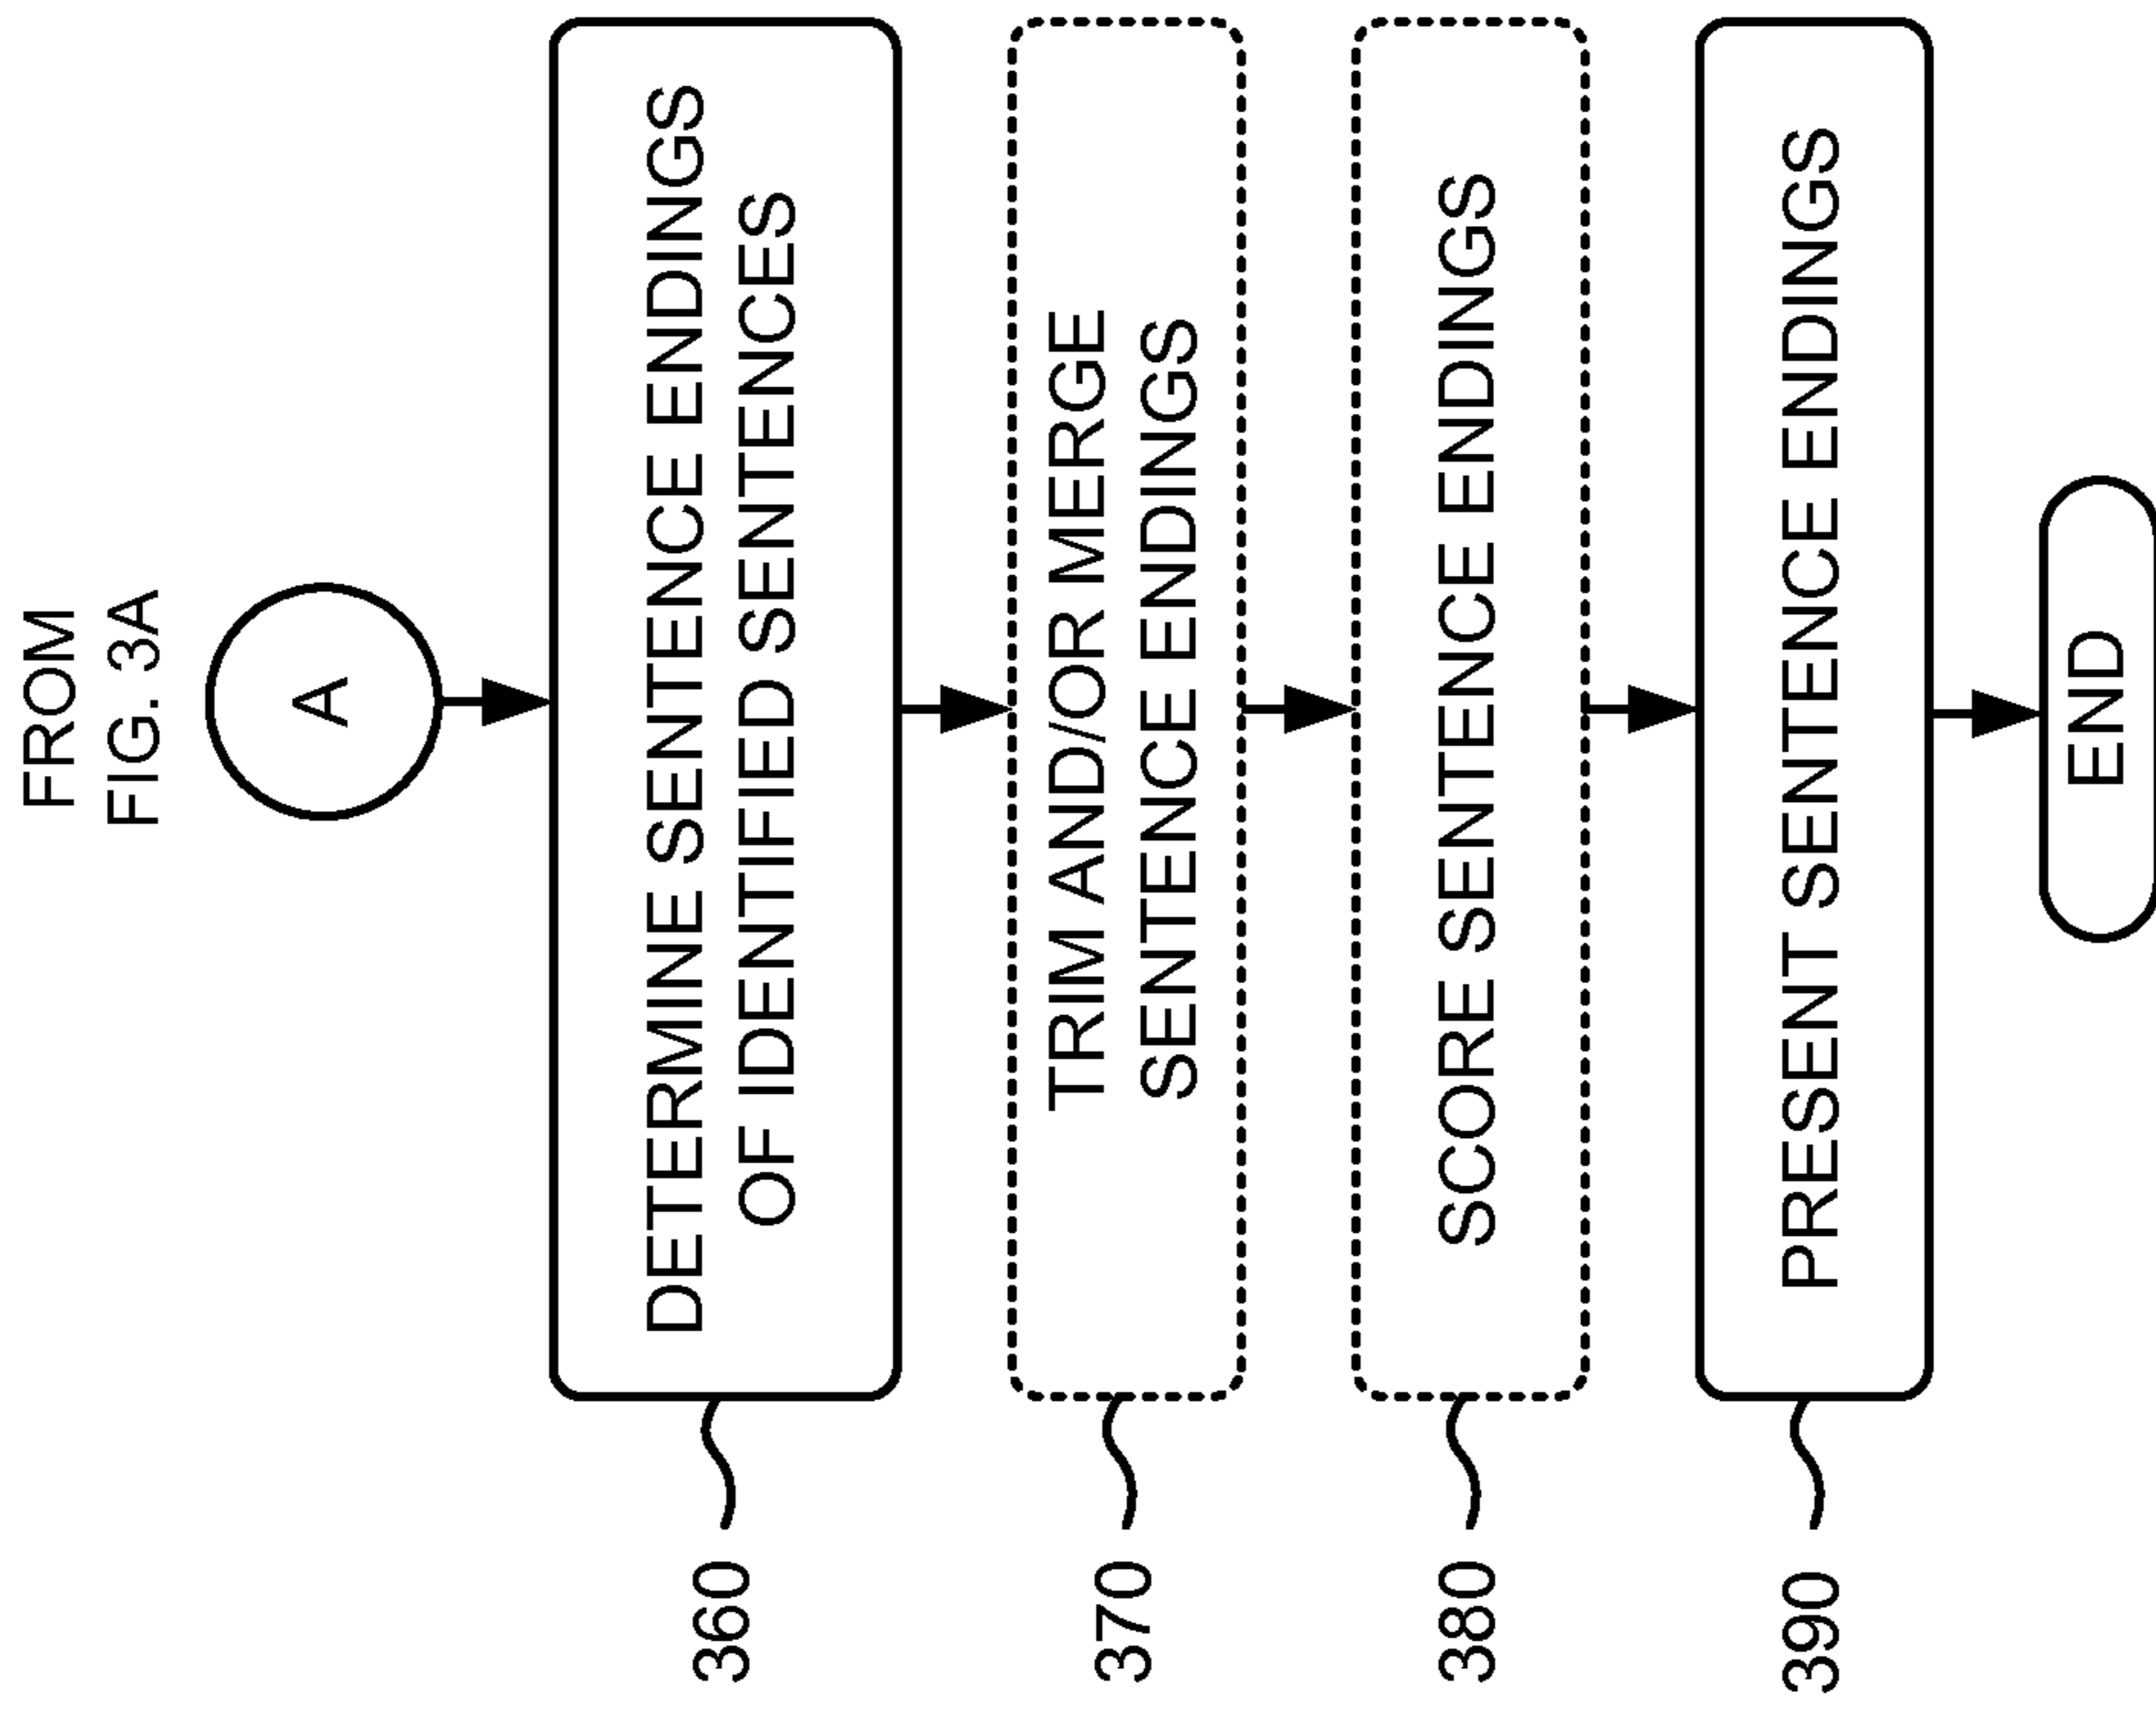 FROM
FIG. 3A
A
360
DETERMINE SENTENCE ENDINGS
OF IDENTIFIED SENTENCES
370
TRIM AND/OR MERGE
SENTENCE ENDINGS
380
SCORE SENTENCE ENDINGS
390
PRESENT SENTENCE ENDINGS
END